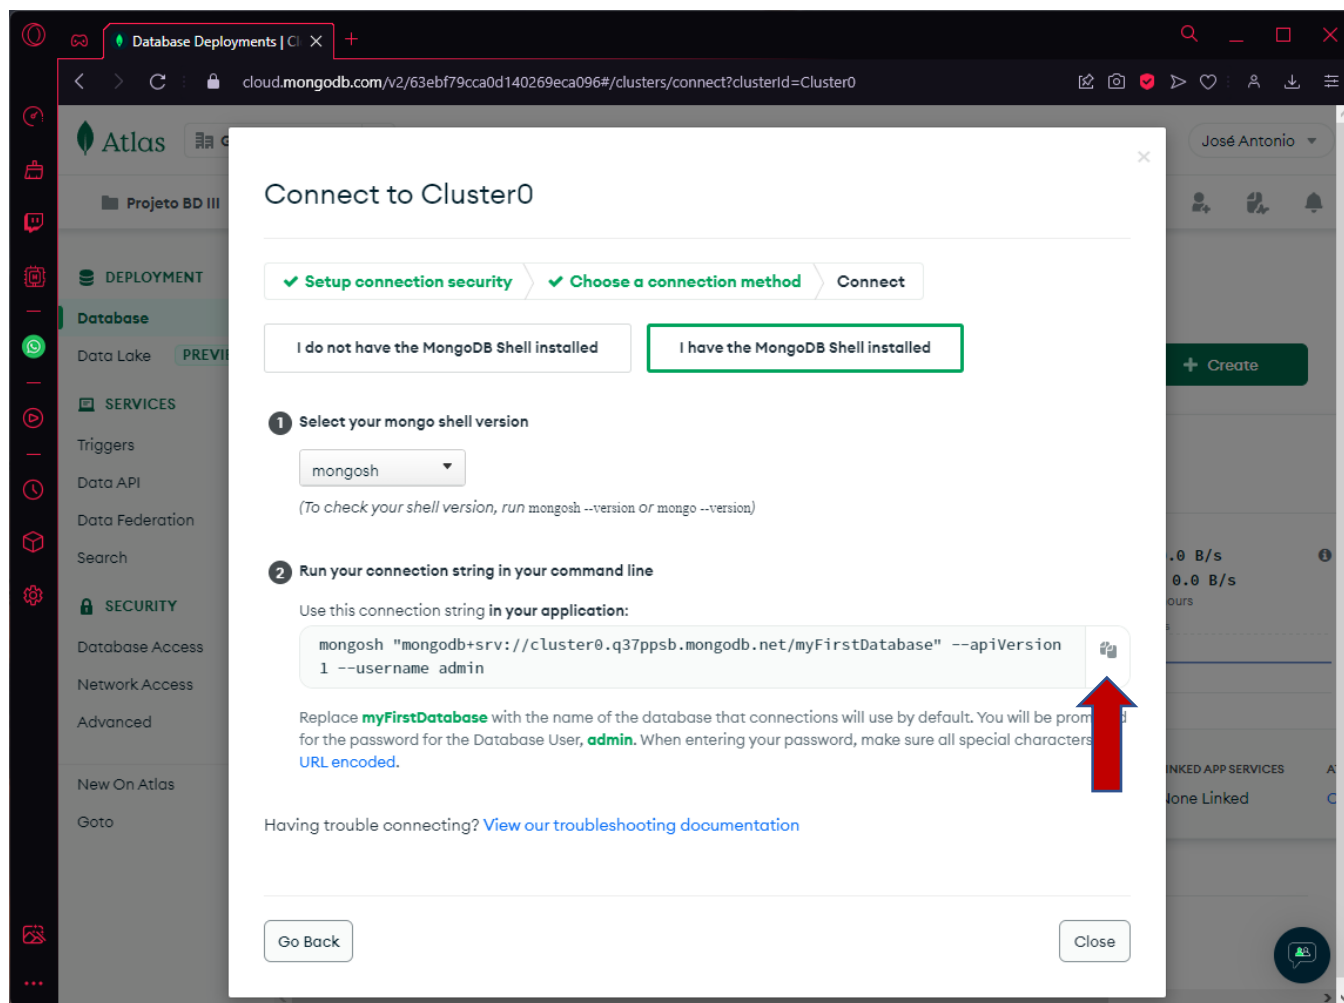 Database Deployments | Cl
cloud.mongodb.com/v2/63ebf79cca0d140269eca096#/clusters/connect?clusterId=Cluster0
Atlas
José Antonio
Projeto BD III
DEPLOYMENT
Database
Data Lake
SERVICES
Triggers
Data API
Data Federation
Search
SECURITY
Database Access
Network Access
Advanced
New On Atlas
Goto
Connect to Cluster0
Setup connection security
Choose a connection method
Connect
I do not have the MongoDB Shell installed
I have the MongoDB Shell installed
1 Select your mongo shell version
mongosh
(To check your shell version, run mongosh --version or mongo --version)
2 Run your connection string in your command line
Use this connection string in your application:
mongosh "mongodb+srv://cluster0.q37ppsb.mongodb.net/myFirstDatabase" --apiVersion
1 --username admin
Replace myFirstDatabase with the name of the database that connections will use by default. You will be
for the password for the Database User, admin. When entering your password, make sure all special characters
URL encoded.
Having trouble connecting? View our troubleshooting documentation
Go Back
Close
+ Create
.0 B/s
0.0 B/s
APP SERVICES
Linked